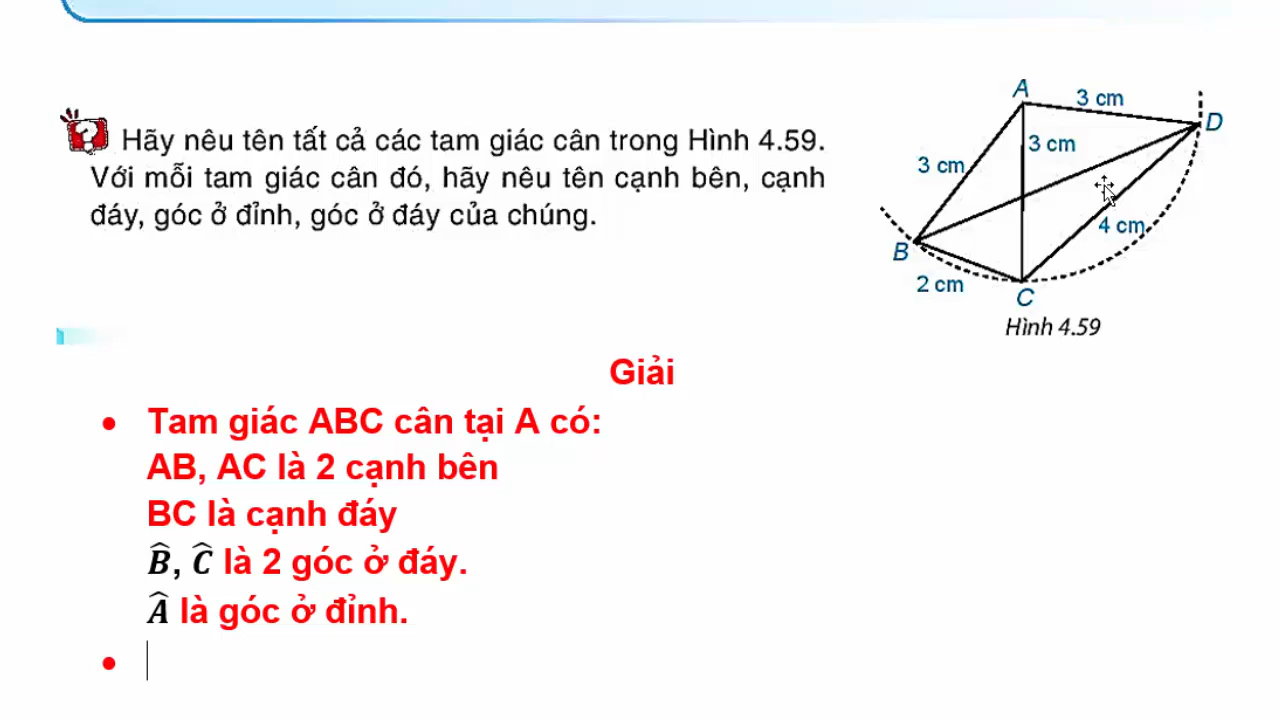 Hãy nêu tên tất cả các tam giác cân trong Hình 4.59.
Với mỗi tam giác cân đó, hãy nêu tên cạnh bên, cạnh
đáy, góc ở đỉnh, góc ở đáy của chúng.
A
3 cm
D
3 cm
3 cm
4 cm
B
2 cm
C
Hình 4.59
Giải
• Tam giác ABC cân tại A có:
AB, AC là 2 cạnh bên
BC là cạnh đáy
B̂, Ĉ là 2 góc ở đáy.
Â là góc ở đỉnh.
•